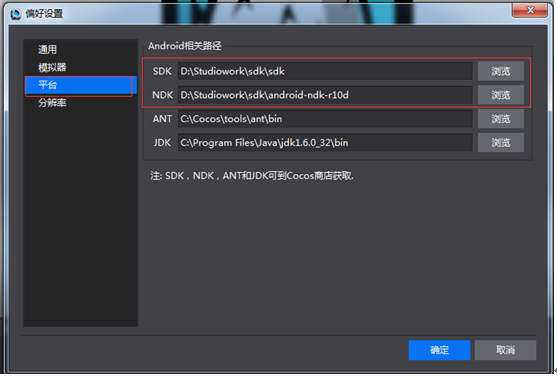 偏好设置
通用
模拟器
平台
分辨率
Android相关路径
SDK D:\Studiowork\sdk\sdk 浏览
NDK D:\Studiowork\sdk\android-ndk-r10d 浏览
ANT C:\Cocos\tools\ant\bin 浏览
JDK C:\Program Files\Java\jdk1.6.0_32\bin 浏览
注: SDK，NDK，ANT和JDK可到Cocos商店获取.
确定 取消